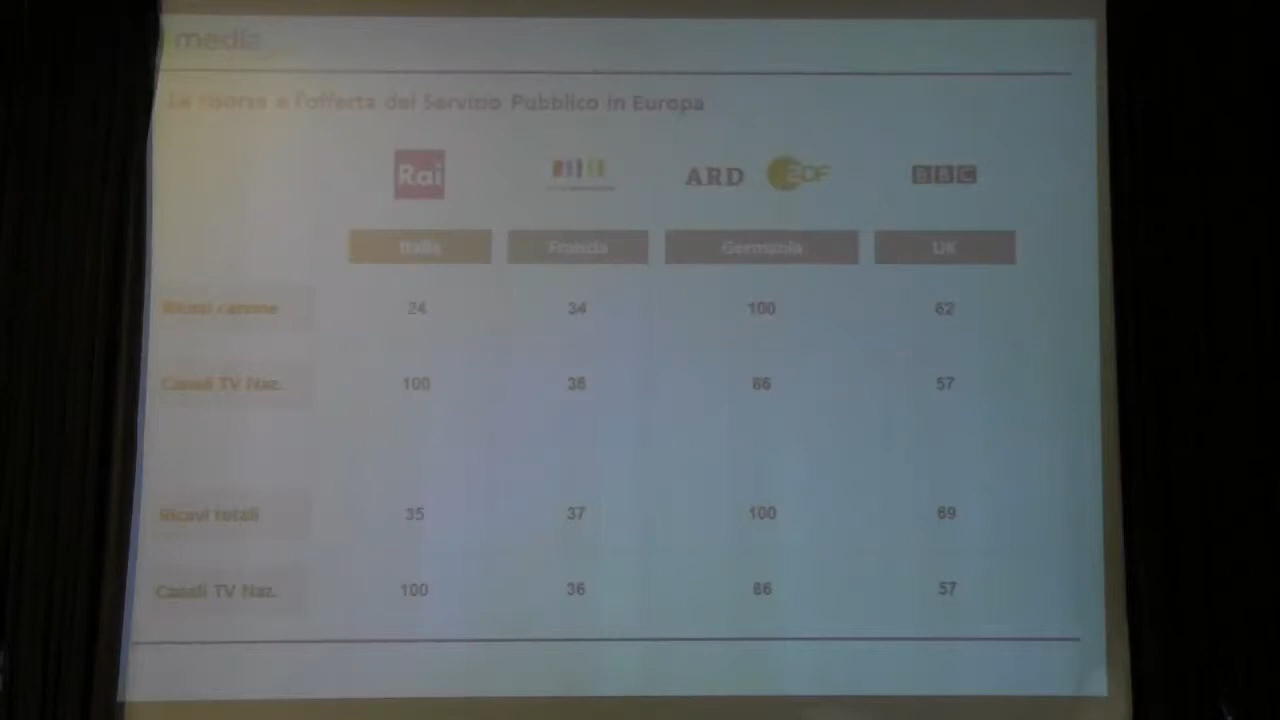 media
Le risorse e l'offerta del Servizio Pubblico in Europa
Rai ARD ZDF BBC
Italia Francia Germania UK
Ricavi canone 24 34 100 62
Canali TV Naz. 100 36 86 57
Ricavi totali 35 37 100 69
Canali TV Naz. 100 36 86 57